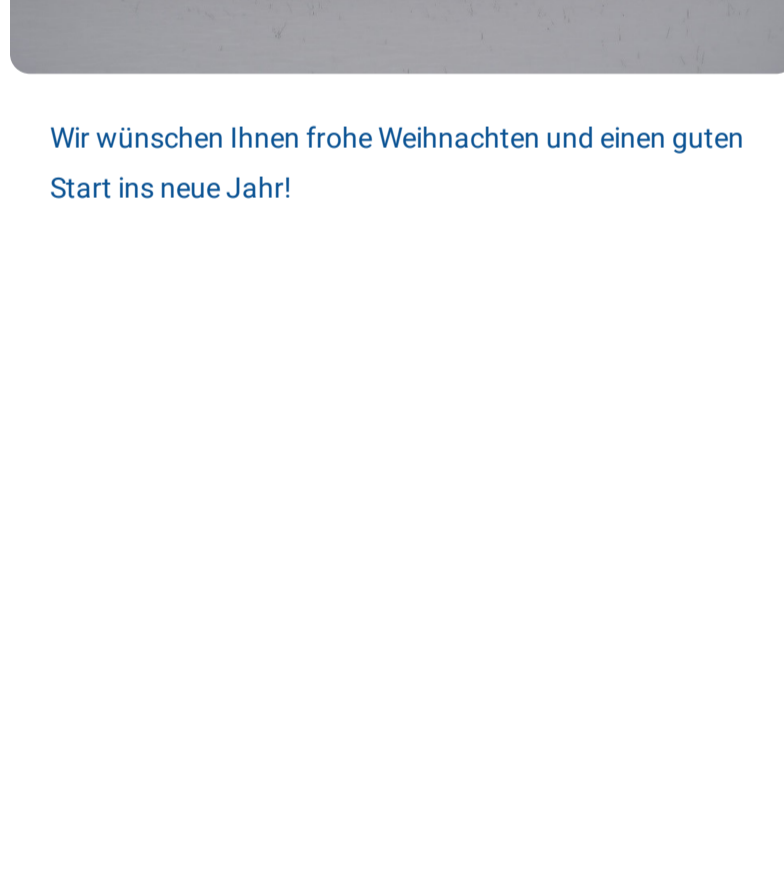 Wir wünschen Ihnen frohe Weihnachten und einen guten
Start ins neue Jahr!